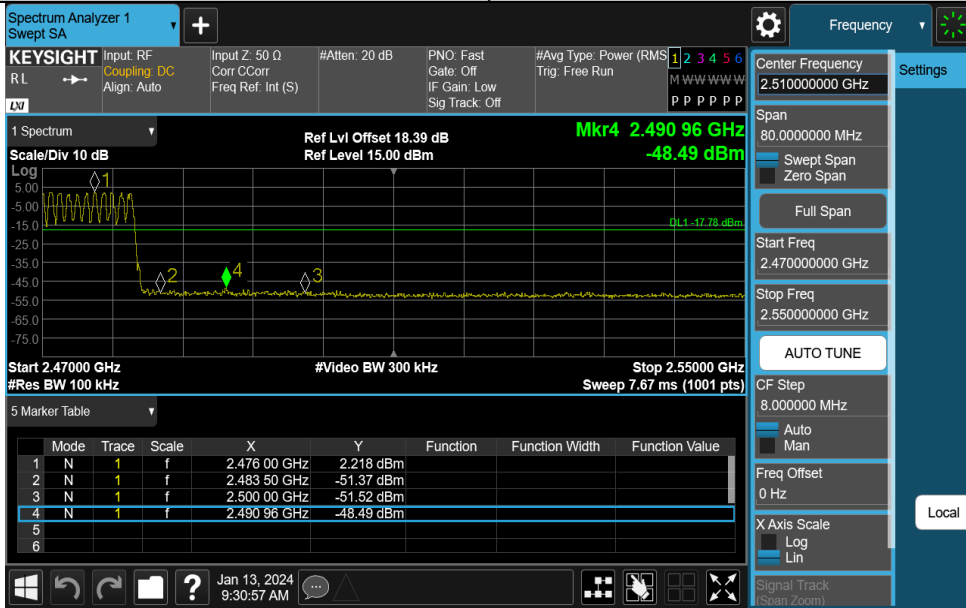 Spectrum Analyzer 1
Swept SA
+
Frequency
KEYSIGHT
RL
LXI
Input: RF
Coupling: DC
Align: Auto
Input Z: 50 Ω
Corr CCorr
Freq Ref: Int (S)
#Atten: 20 dB
PNO: Fast
Gate: Off
IF Gain: Low
Sig Track: Off
#Avg Type: Power (RMS
Trig: Free Run
1 2 3 4 5 6
M W W W W W
P P P P P P
Center Frequency
2.510000000 GHz
Settings
Span
80.0000000 MHz
Swept Span
Zero Span
Full Span
Start Freq
2.470000000 GHz
Stop Freq
2.550000000 GHz
AUTO TUNE
CF Step
8.000000 MHz
Auto
Man
Freq Offset
0 Hz
Local
X Axis Scale
Log
Lin
Signal Track
(Span Zoom)
1 Spectrum
Scale/Div 10 dB
Ref Lvl Offset 18.39 dB
Ref Level 15.00 dBm
Mkr4 2.490 96 GHz
-48.49 dBm
Log
5.00
-5.00
-15.0
-25.0
-35.0
-45.0
-55.0
-65.0
-75.0
1
2
4
3
DL1 -17.78 dBm
Start 2.47000 GHz
#Video BW 300 kHz
Stop 2.55000 GHz
#Res BW 100 kHz
Sweep 7.67 ms (1001 pts)
5 Marker Table
Mode Trace Scale X Y Function Function Width Function Value
1 N 1 f 2.476 00 GHz 2.218 dBm
2 N 1 f 2.483 50 GHz -51.37 dBm
3 N 1 f 2.500 00 GHz -51.52 dBm
4 N 1 f 2.490 96 GHz -48.49 dBm
5
6
?
Jan 13, 2024
9:30:57 AM